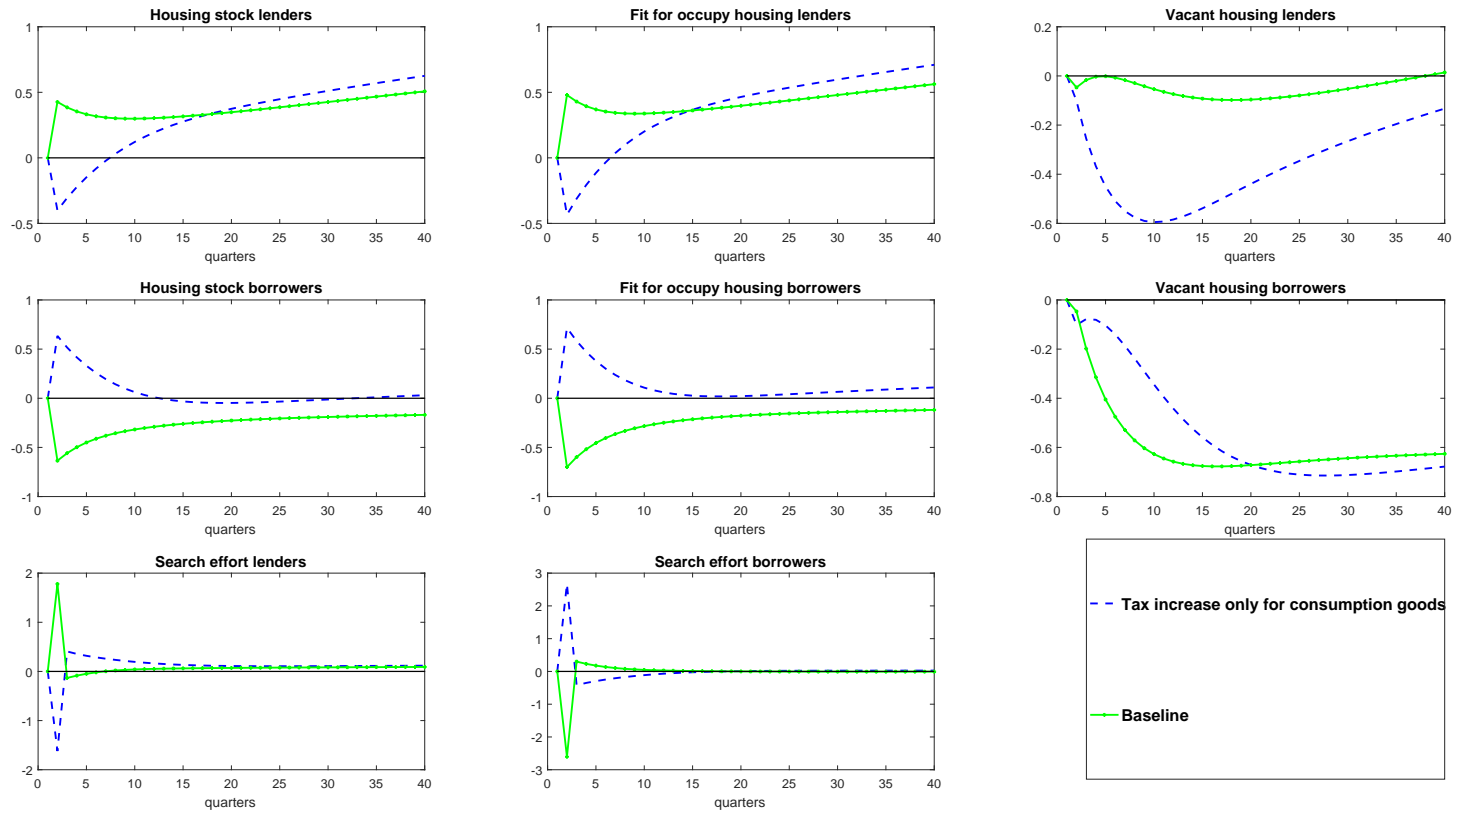 Housing stock lenders
1
0.5
0
-0.5
0 5 10 15 20 25 30 35 40
quarters
Fit for occupy housing lenders
1
0.5
0
-0.5
0 5 10 15 20 25 30 35 40
quarters
Vacant housing lenders
0.2
0
-0.2
-0.4
-0.6
0 5 10 15 20 25 30 35 40
quarters
Housing stock borrowers
1
0.5
0
-0.5
-1
0 5 10 15 20 25 30 35 40
quarters
Fit for occupy housing borrowers
1
0.5
0
-0.5
-1
0 5 10 15 20 25 30 35 40
quarters
Vacant housing borrowers
0
-0.2
-0.4
-0.6
-0.8
0 5 10 15 20 25 30 35 40
quarters
Search effort lenders
2
1
0
-1
-2
0 5 10 15 20 25 30 35 40
quarters
Search effort borrowers
3
2
1
0
-1
-2
-3
0 5 10 15 20 25 30 35 40
quarters
Tax increase only for consumption goods
Baseline